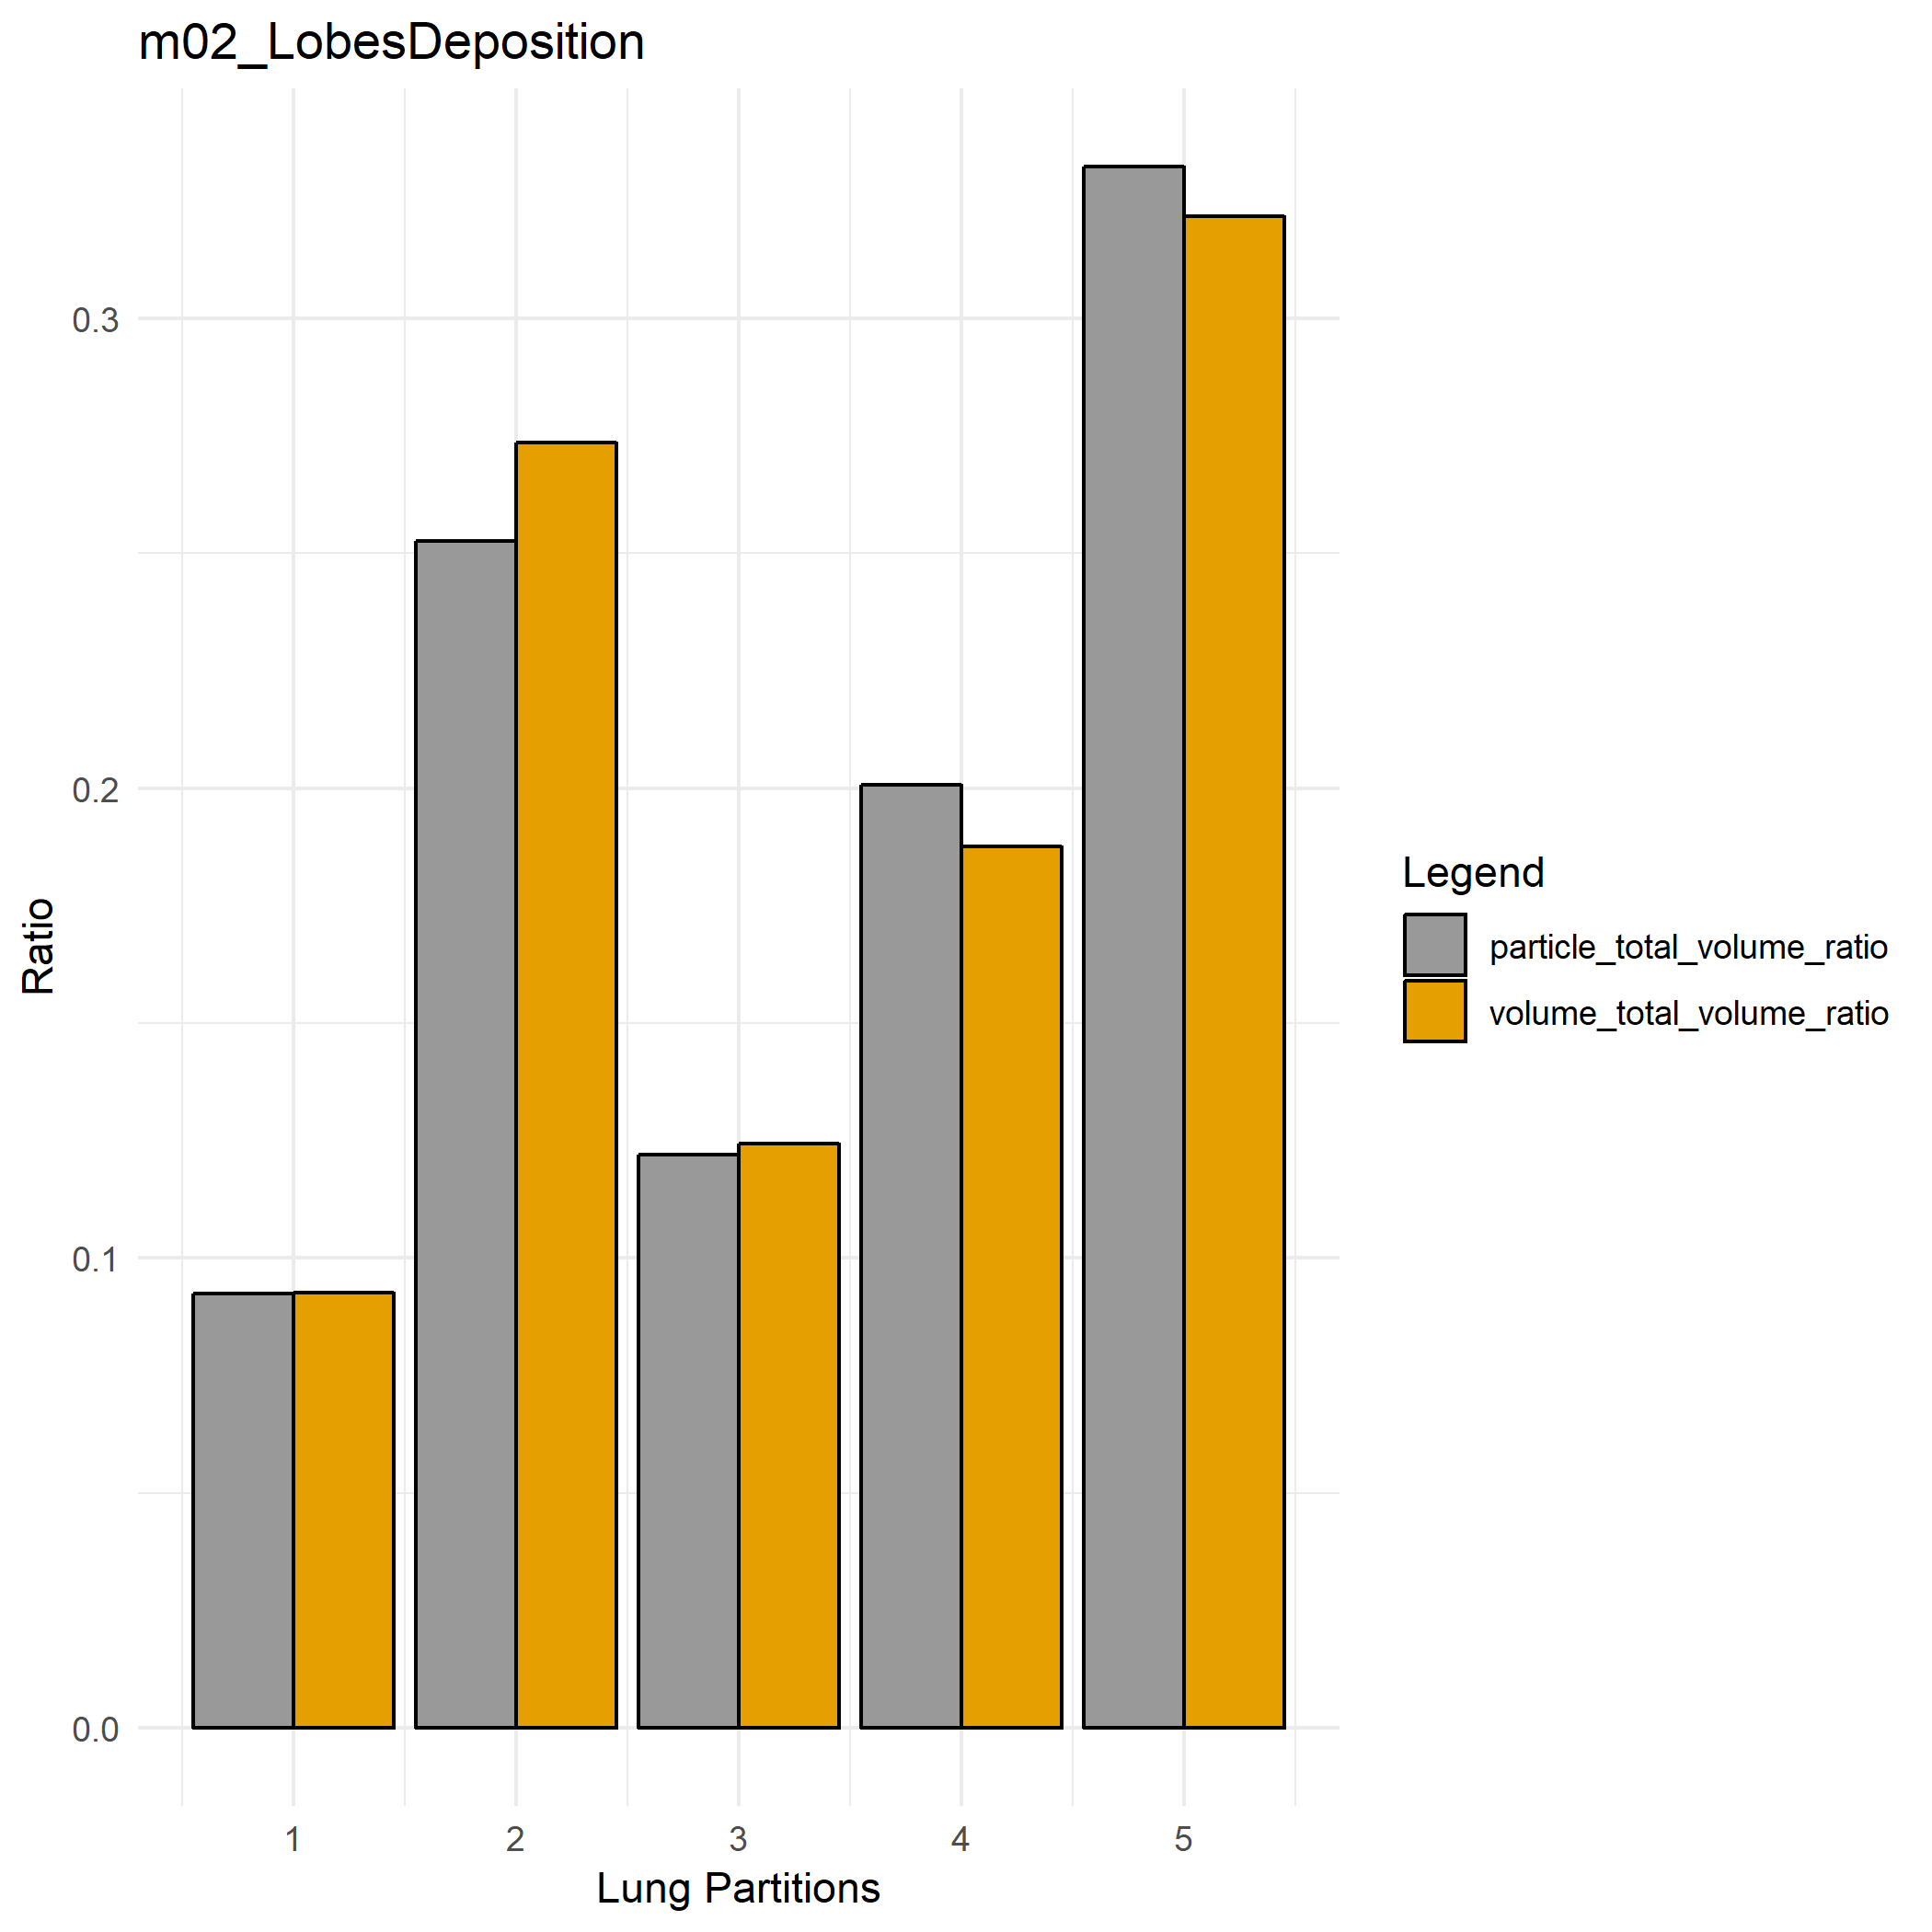 m02_LobesDeposition
Ratio
0.3
0.2
0.1
0.0
1 2 3 4 5
Lung Partitions
Legend
particle_total_volume_ratio
volume_total_volume_ratio